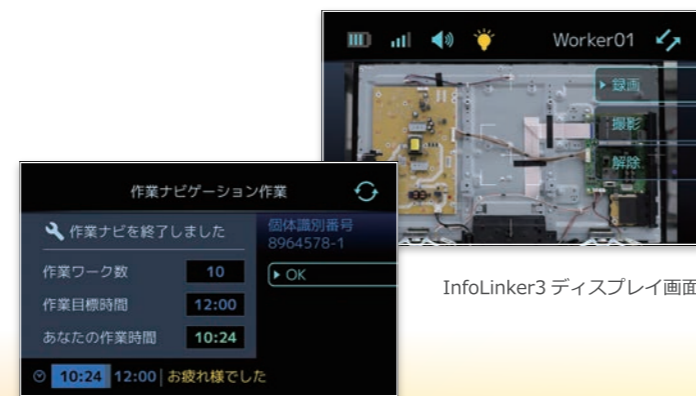 Worker01
録画
撮影
解除
作業ナビゲーション作業
作業ナビを終了しました
個体識別番号
8964578-1
OK
作業ワーク数 10
作業目標時間 12:00
あなたの作業時間 10:24
10:24 12:00 お疲れ様でした
InfoLinker3 ディスプレイ画面